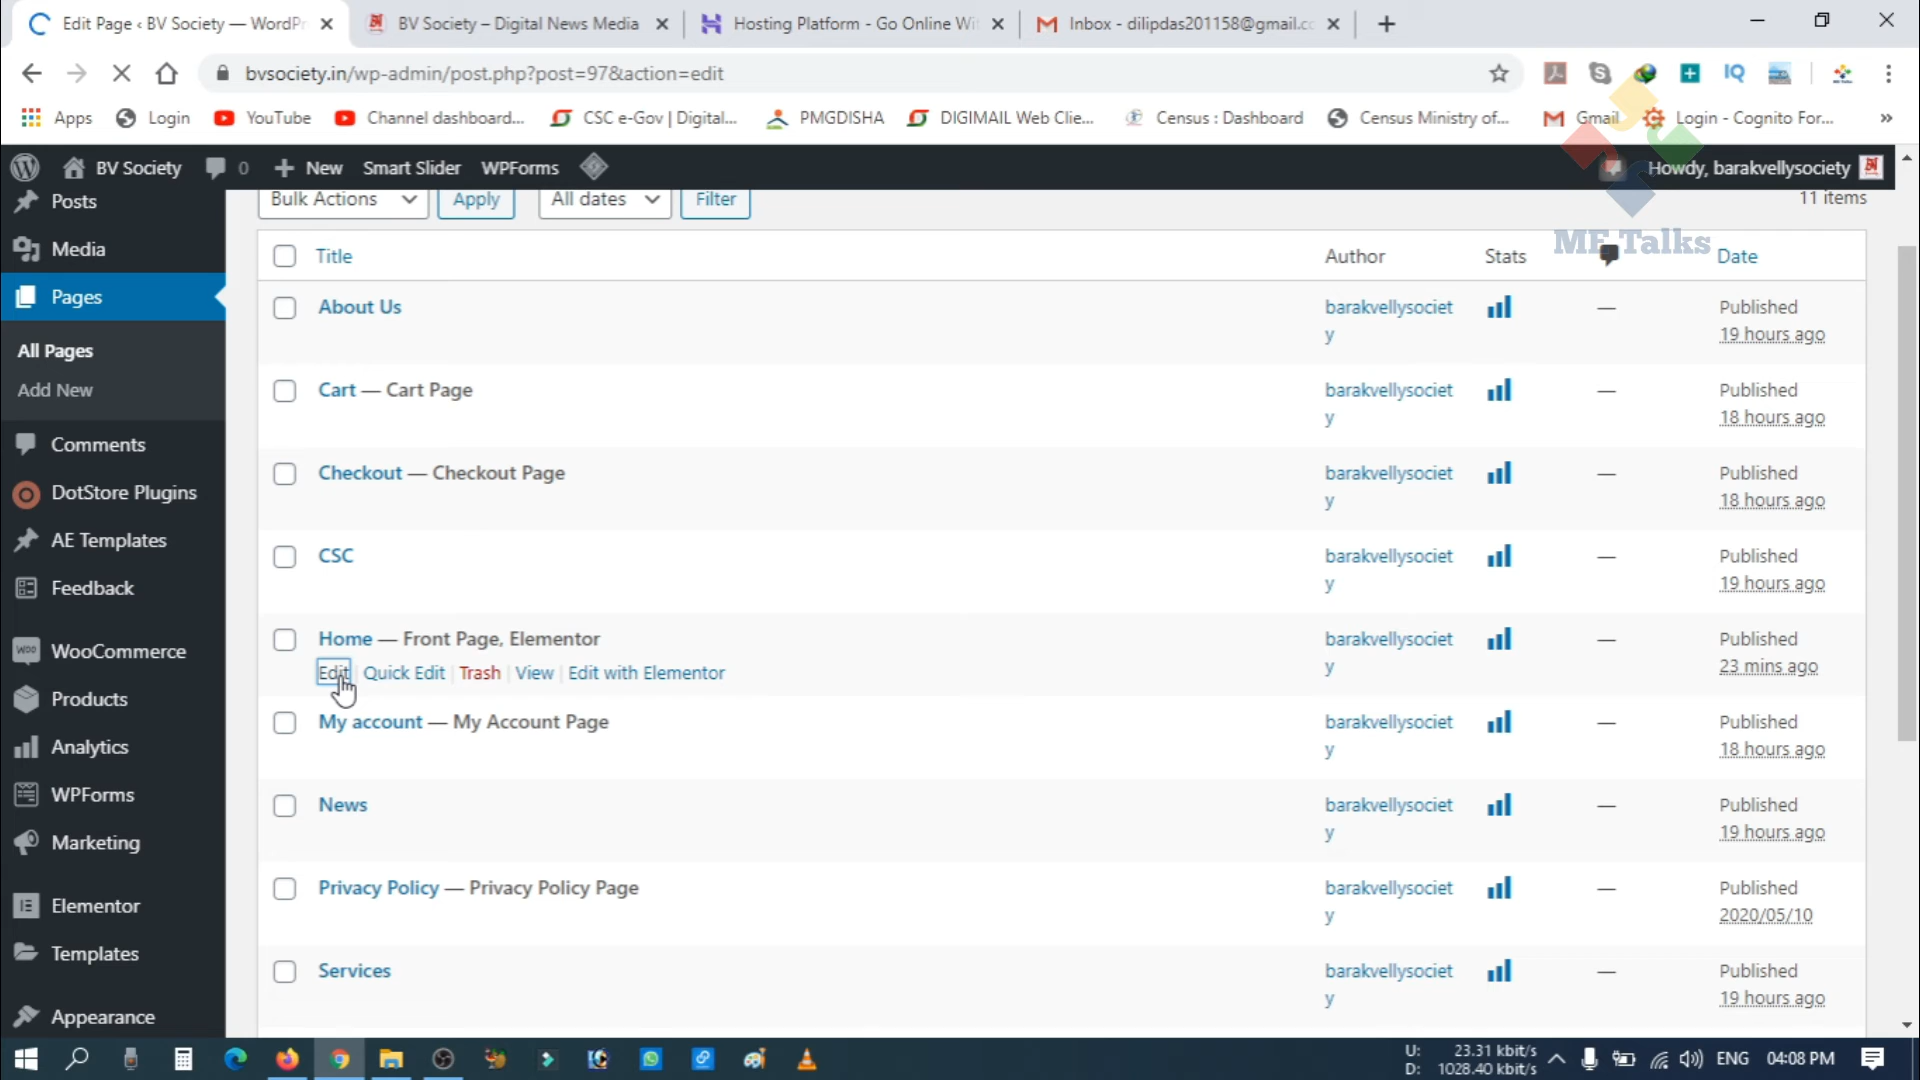 Edit Page ‹ BV Society — WordPr
BV Society – Digital News Media
Hosting Platform - Go Online Wi
Inbox - dilipdas201158@gmail.co
bvsociety.in/wp-admin/post.php?post=97&action=edit
IQ
Apps
Login
YouTube
Channel dashboard...
CSC e-Gov | Digital...
PMGDISHA
DIGIMAIL Web Clie...
Census : Dashboard
Census Ministry of...
Gmail
Login - Cognito For...
BV Society
0
New
Smart Slider
WPForms
Howdy, barakvellysociety
Posts
Media
Pages
All Pages
Add New
Comments
DotStore Plugins
AE Templates
Feedback
WooCommerce
Products
Analytics
WPForms
Marketing
Elementor
Templates
Appearance
Bulk Actions
Apply
All dates
Filter
11 items
MF Talks
Title
Author
Stats
Date
About Us
barakvellysociet
y
—
Published
19 hours ago
Cart — Cart Page
barakvellysociet
y
—
Published
18 hours ago
Checkout — Checkout Page
barakvellysociet
y
—
Published
18 hours ago
CSC
barakvellysociet
y
—
Published
19 hours ago
Home — Front Page, Elementor
Edit | Quick Edit | Trash | View | Edit with Elementor
barakvellysociet
y
—
Published
23 mins ago
My account — My Account Page
barakvellysociet
y
—
Published
18 hours ago
News
barakvellysociet
y
—
Published
19 hours ago
Privacy Policy — Privacy Policy Page
barakvellysociet
y
—
Published
2020/05/10
Services
barakvellysociet
y
—
Published
19 hours ago
U: 23.31 kbit/s
D: 1028.40 kbit/s
ENG
04:08 PM